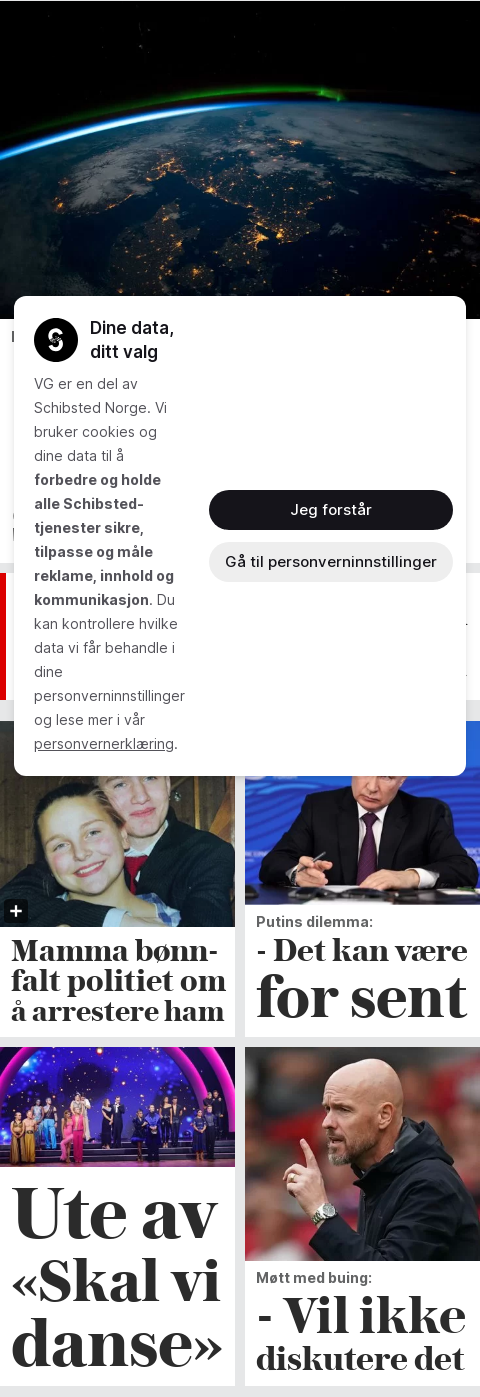 Dine data,
ditt valg
VG er en del av
Schibsted Norge. Vi
bruker cookies og
dine data til å
forbedre og holde
alle Schibsted-
tjenester sikre,
tilpasse og måle
reklame, innhold og
kommunikasjon. Du
kan kontrollere hvilke
data vi får behandle i
dine
personverninnstillinger
og lese mer i vår
personvernerklæring.
Jeg forstår
Gå til personverninnstillinger
Mamma bønn-
falt politiet om
å arrestere ham
Putins dilemma:
- Det kan være
for sent
Ute av
«Skal vi
danse»
Møtt med buing:
- Vil ikke
diskutere det